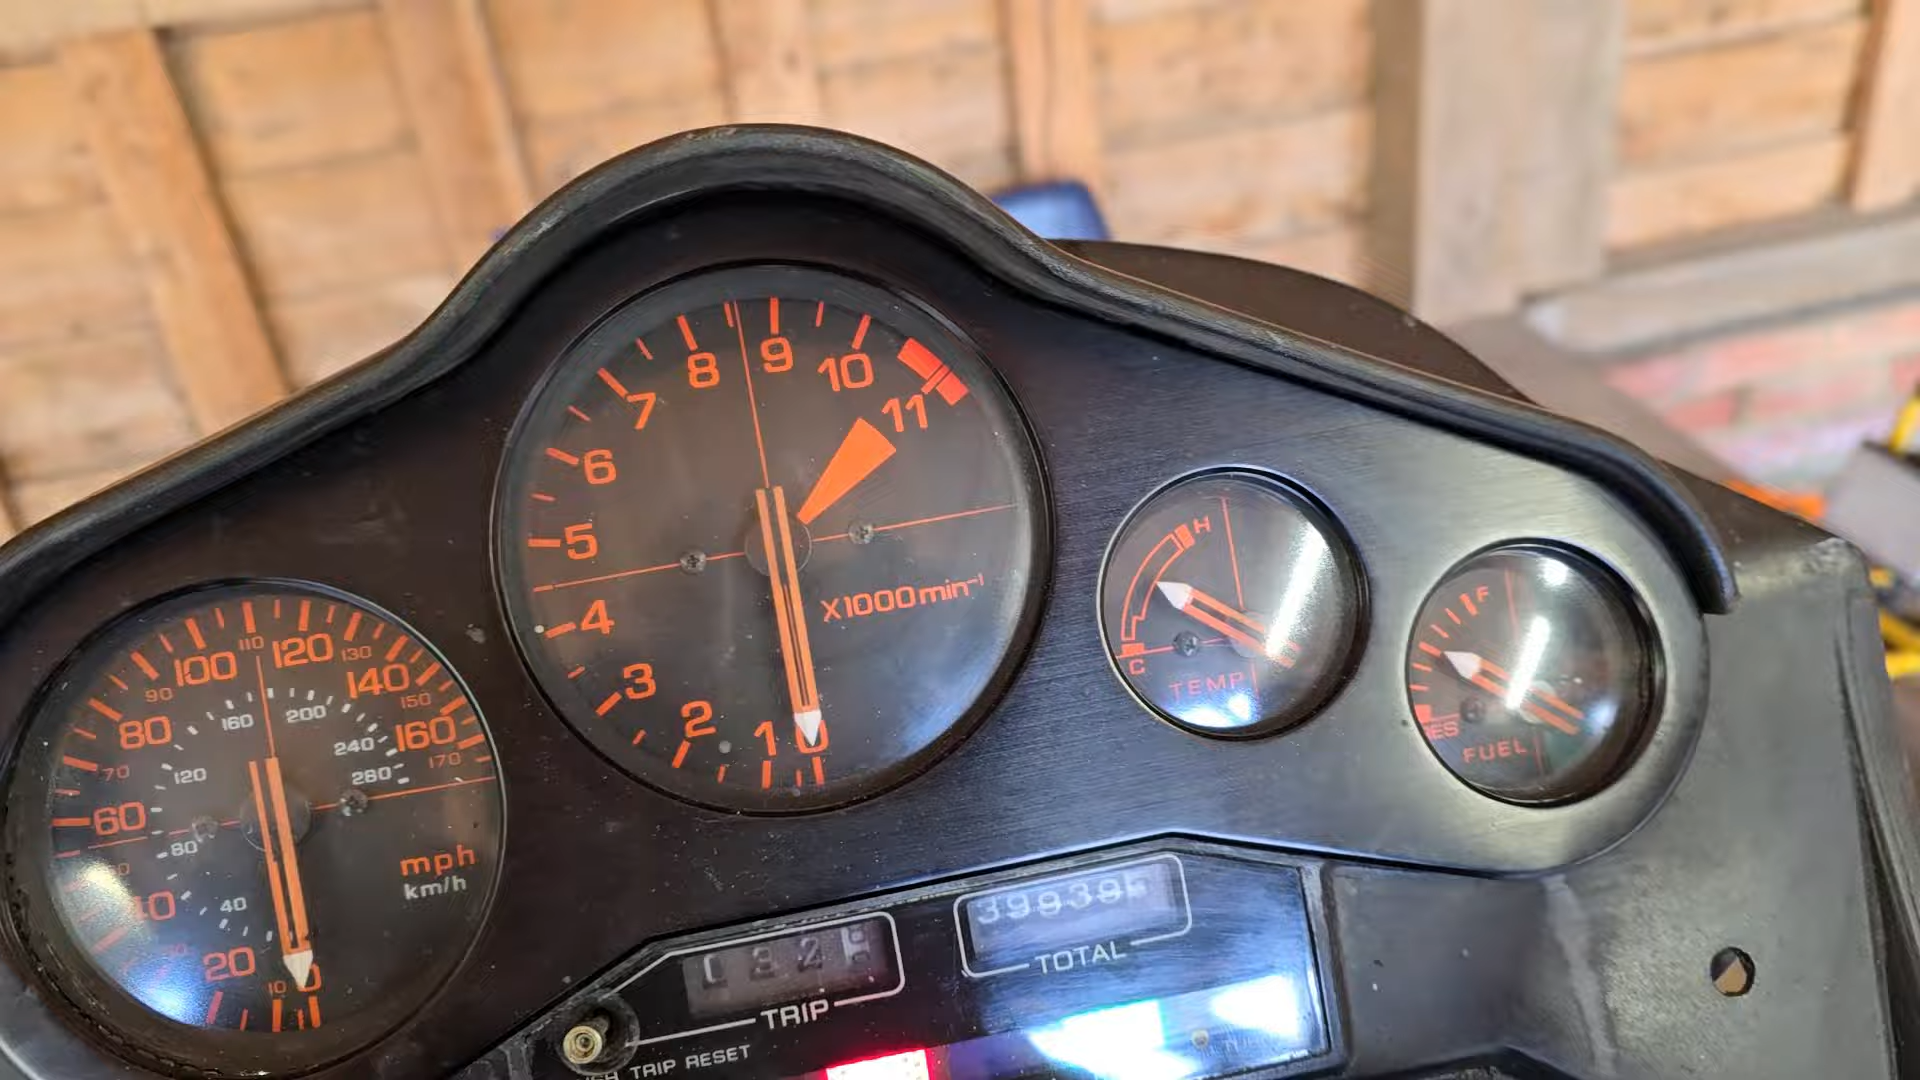 8 9 10 11
7
6
5
4
3
2
1 0
X1000min⁻¹
H
C
TEMP
F
FUEL
100 110 120 130
90 140
80 160 200 150
70 120 240 160
60 280 170
80
40
20
10 0
mph
km/h
TOTAL
TRIP
TRIP RESET